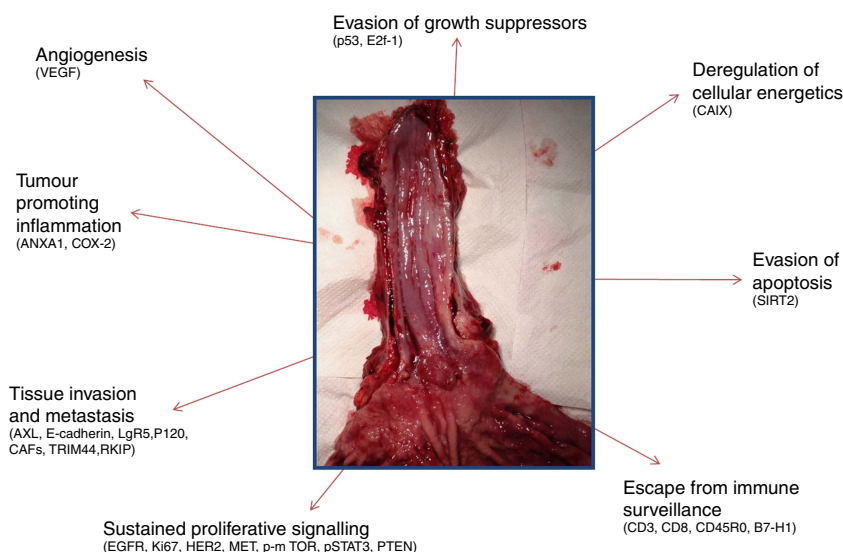 Evasion of growth suppressors
(p53, E2f-1)
Angiogenesis
(VEGF)
Deregulation of
cellular energetics
(CAIX)
Tumour
promoting
inflammation
(ANXA1, COX-2)
Evasion of
apoptosis
(SIRT2)
Tissue invasion
and metastasis
(AXL, E-cadherin, LgR5,P120,
CAFs, TRIM44,RKIP)
Escape from immune
surveillance
(CD3, CD8, CD45R0, B7-H1)
Sustained proliferative signalling
(EGFR, Ki67, HER2, MET, p-m TOR, pSTAT3, PTEN)